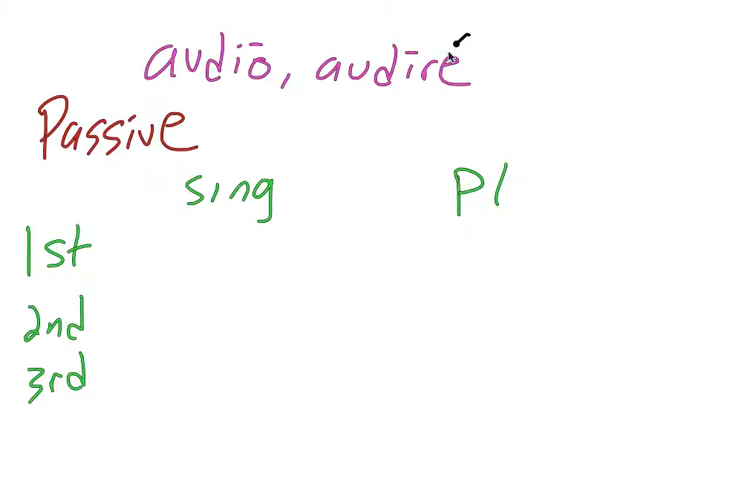 audiō, audīre
Passive
sing Pl
1st
2nd
3rd